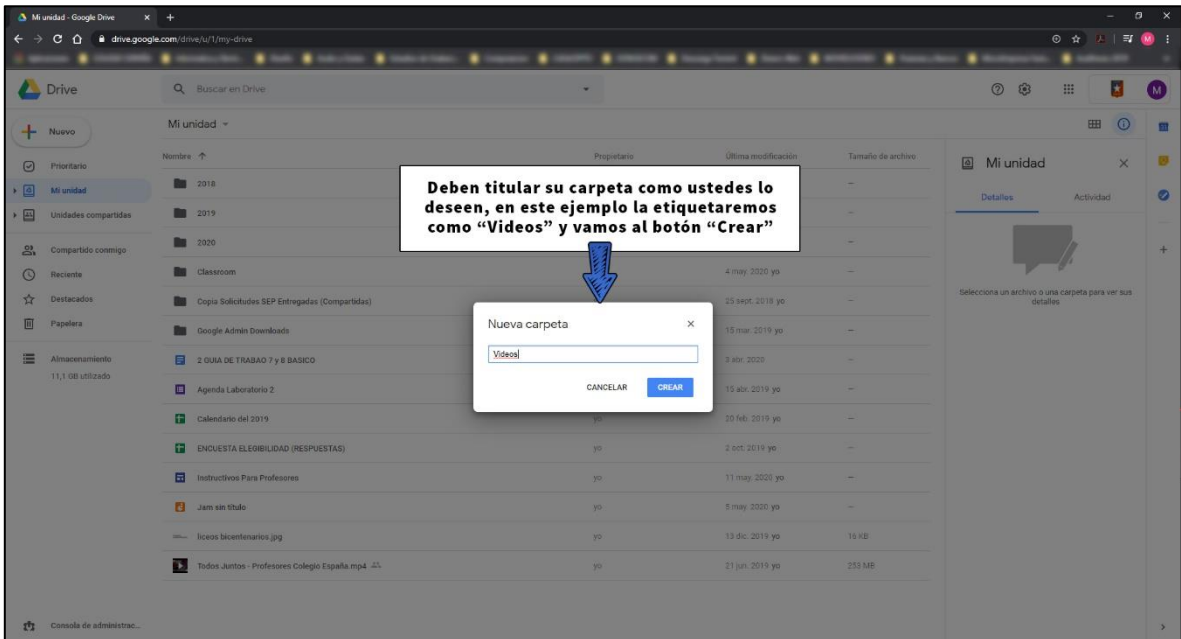 Mi unidad - Google Drive
drive.google.com/drive/u/1/my-drive
M
Drive
Buscar en Drive
M
Nuevo
Mi unidad
Prioritario
Mi unidad
Unidades compartidas
Compartido conmigo
Reciente
Destacados
Papelera
Almacenamiento
11,1 GB utilizado
Consola de administrac...
Nombre
Propietario
Última modificación
Tamaño de archivo
2018
—
2019
—
2020
—
Classroom
4 may. 2020 yo
—
Copia Solicitudes SEP Entregadas (Compartidas)
25 sept. 2018 yo
—
Google Admin Downloads
15 mar. 2019 yo
—
2 GUIA DE TRABAO 7 y 8 BASICO
3 abr. 2020
—
Agenda Laboratorio 2
15 abr. 2019 yo
—
Calendario del 2019
yo
20 feb. 2019 yo
—
ENCUESTA ELEGIBILIDAD (RESPUESTAS)
yo
2 oct. 2019 yo
—
Instructivos Para Profesores
yo
11 may. 2020 yo
—
Jam sin título
yo
5 may. 2020 yo
—
liceos bicentenarios.jpg
yo
13 dic. 2019 yo
16 KB
Todos Juntos - Profesores Colegio España.mp4
yo
21 jun. 2019 yo
253 MB
Deben titular su carpeta como ustedes lo
deseen, en este ejemplo la etiquetaremos
como “Videos” y vamos al botón “Crear”
Nueva carpeta
Videos
CANCELAR
CREAR
Mi unidad
Detalles
Actividad
Selecciona un archivo o una carpeta para ver sus
detalles